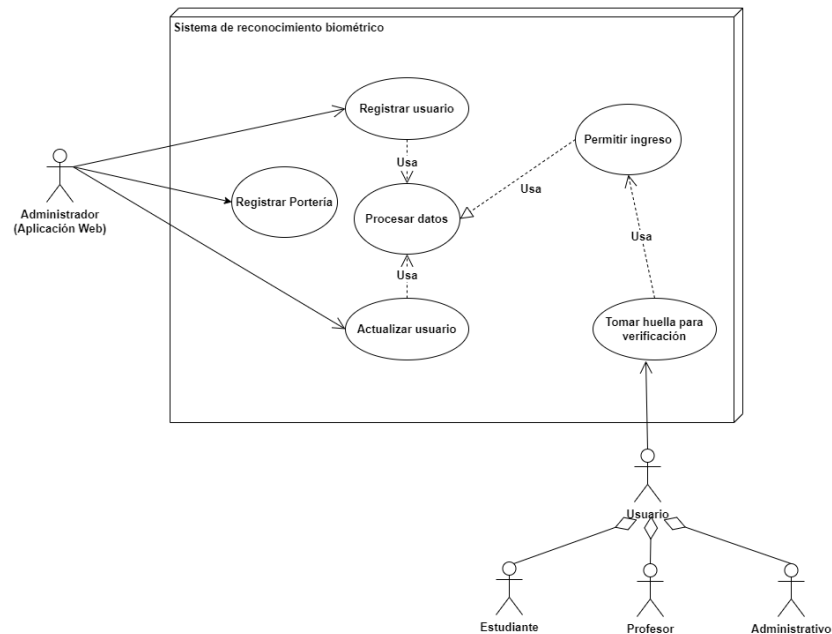 Sistema de reconocimiento biométrico
Registrar usuario
Permitir ingreso
Usa
Usa
Administrador
(Aplicación Web)
Registrar Porteria
Procesar datos
Usa
Usa
Actualizar usuario
Tomar huella para
verificación
Usuario
Estudiante
Profesor
Administrativo